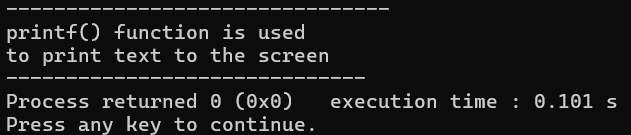 --------------------------------
printf() function is used
to print text to the screen
------------------------------
Process returned 0 (0x0)   execution time : 0.101 s
Press any key to continue.